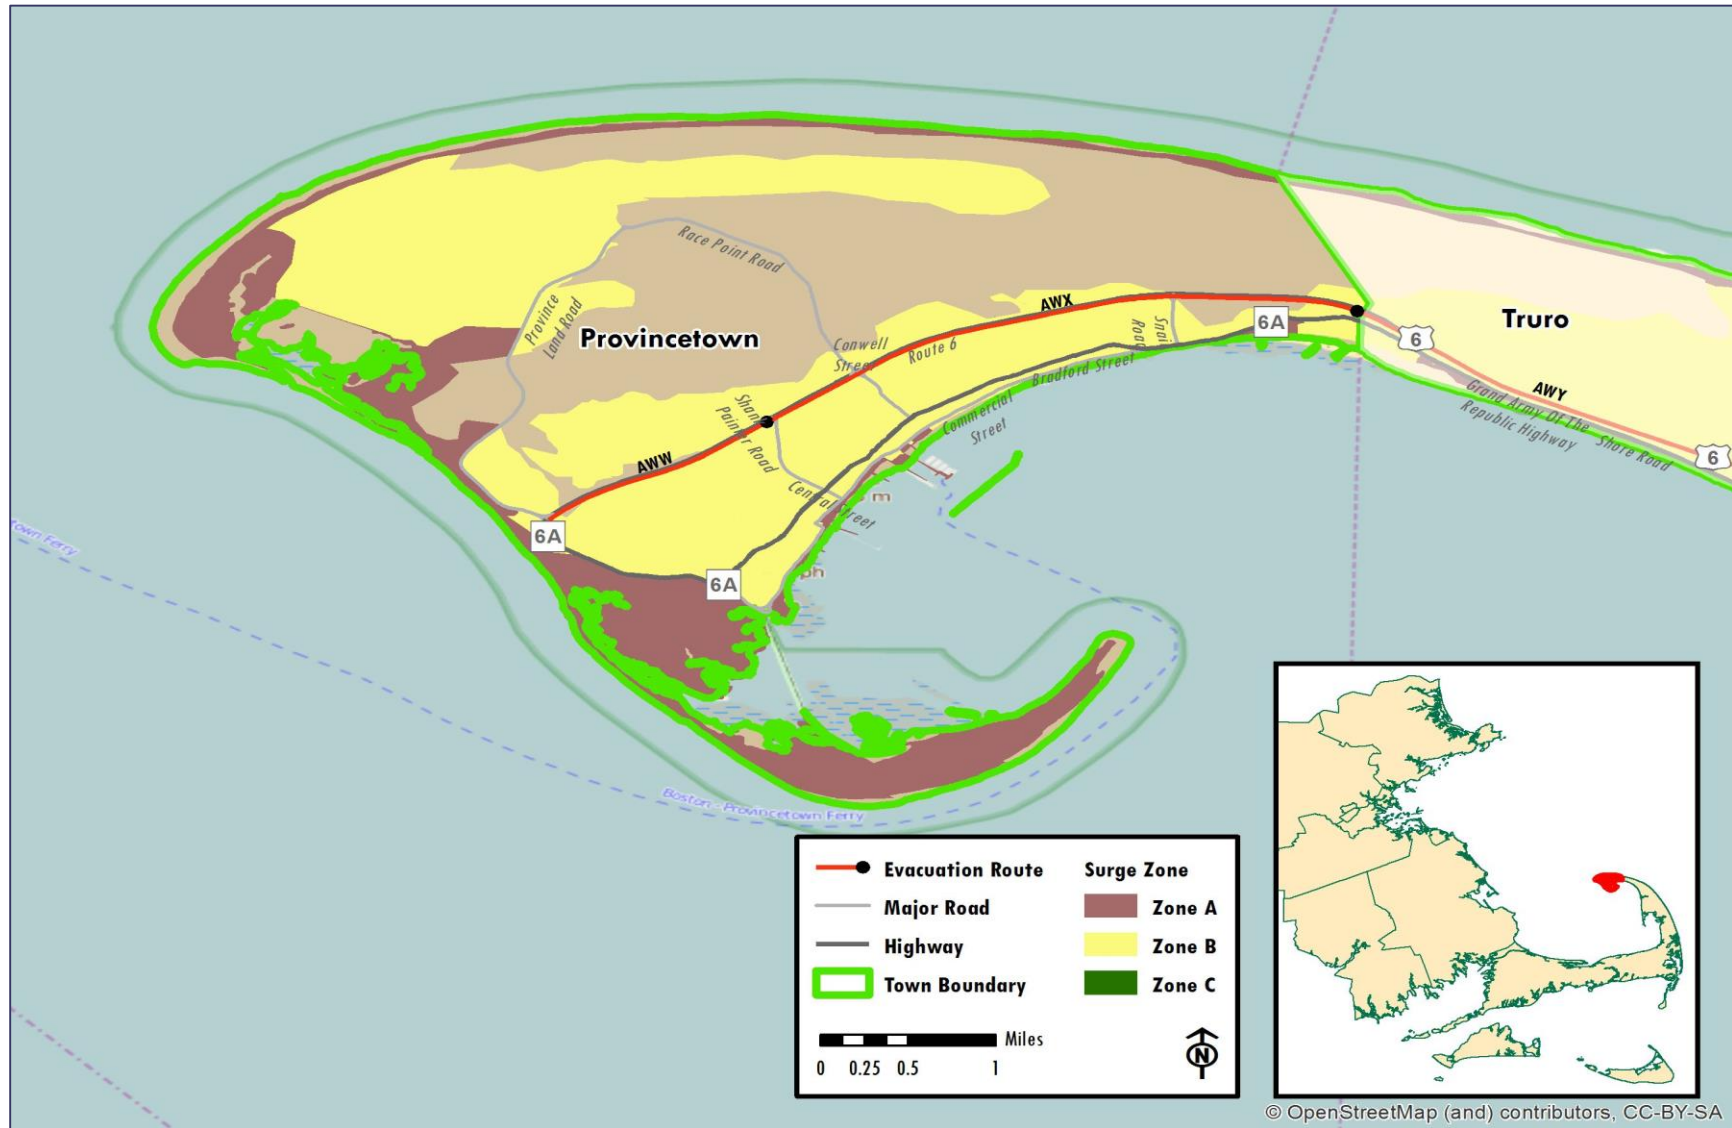 Race Point Road
Province
Land Road
Provincetown
Conwell
Street
AWX
Route 6
Snail
Road
6A
6
Truro
Bradford Street
Commercial
Street
Shank
Painter Road
AWW
Central Street
AWY
Grand Army Of The
Republic Highway
Shore Road
6
6A
6A
town Ferry
m
ph
Boston - Provincetown Ferry
Evacuation Route
Major Road
Highway
Town Boundary
Surge Zone
Zone A
Zone B
Zone C
Miles
0 0.25 0.5 1
N
© OpenStreetMap (and) contributors, CC-BY-SA